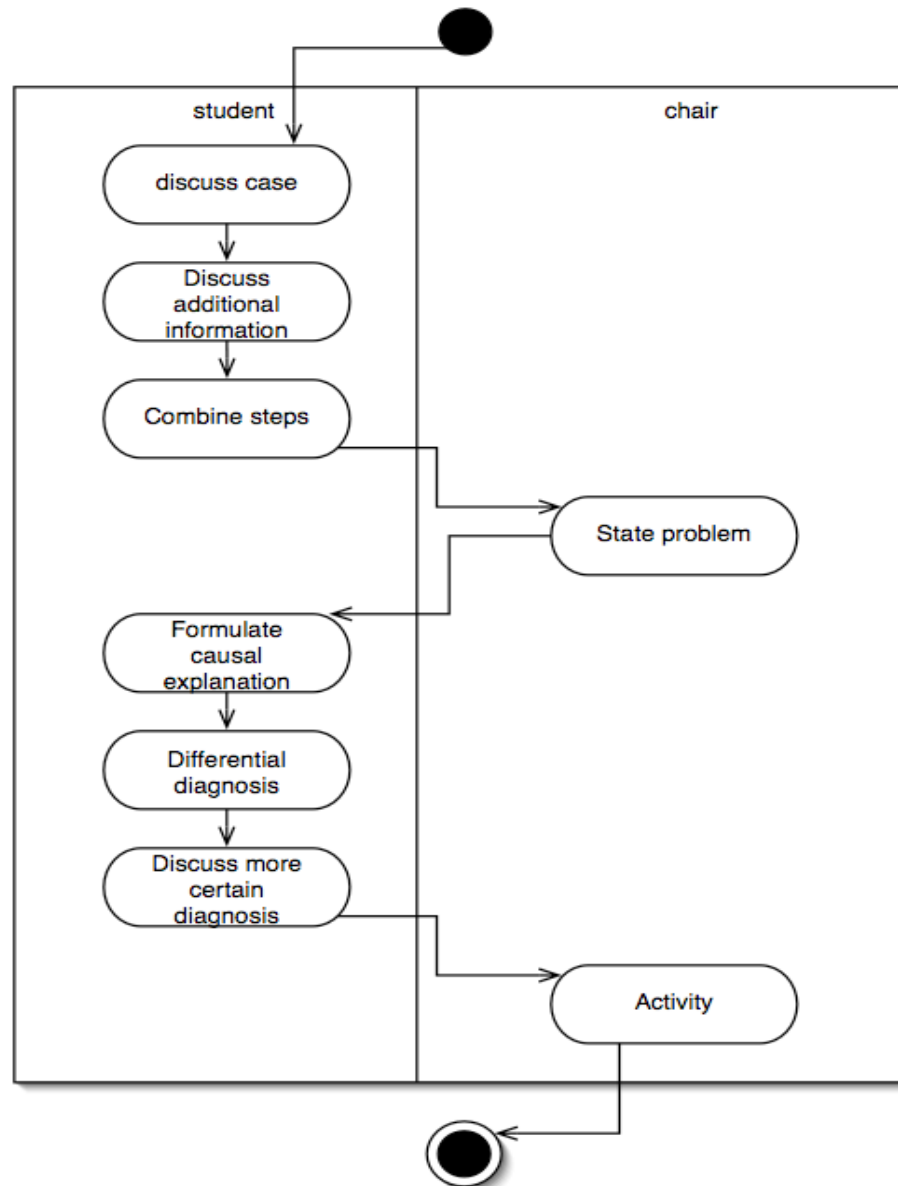 student
chair
discuss case
Discuss
additional
information
Combine steps
State problem
Formulate
causal
explanation
Differential
diagnosis
Discuss more
certain
diagnosis
Activity